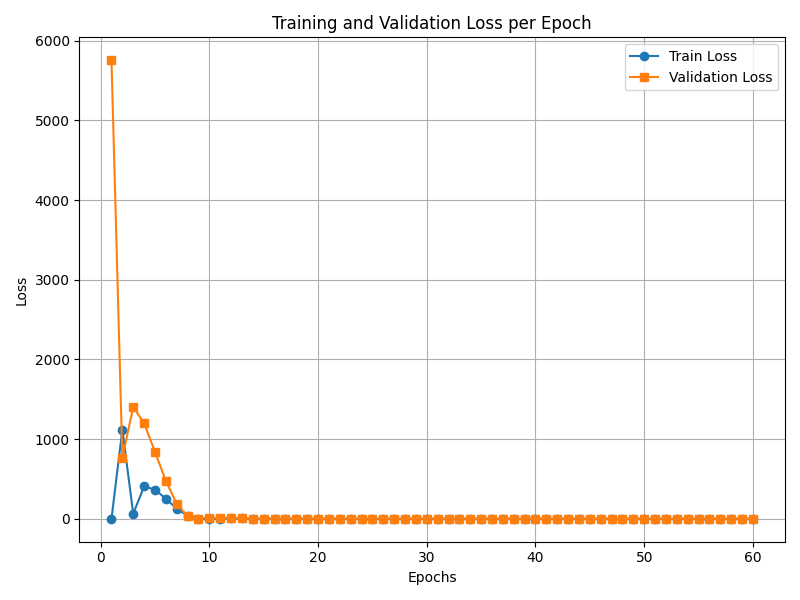 Training and Validation Loss per Epoch
Train Loss
Validation Loss
6000
5000
4000
3000
2000
1000
0
Loss
0 10 20 30 40 50 60
Epochs